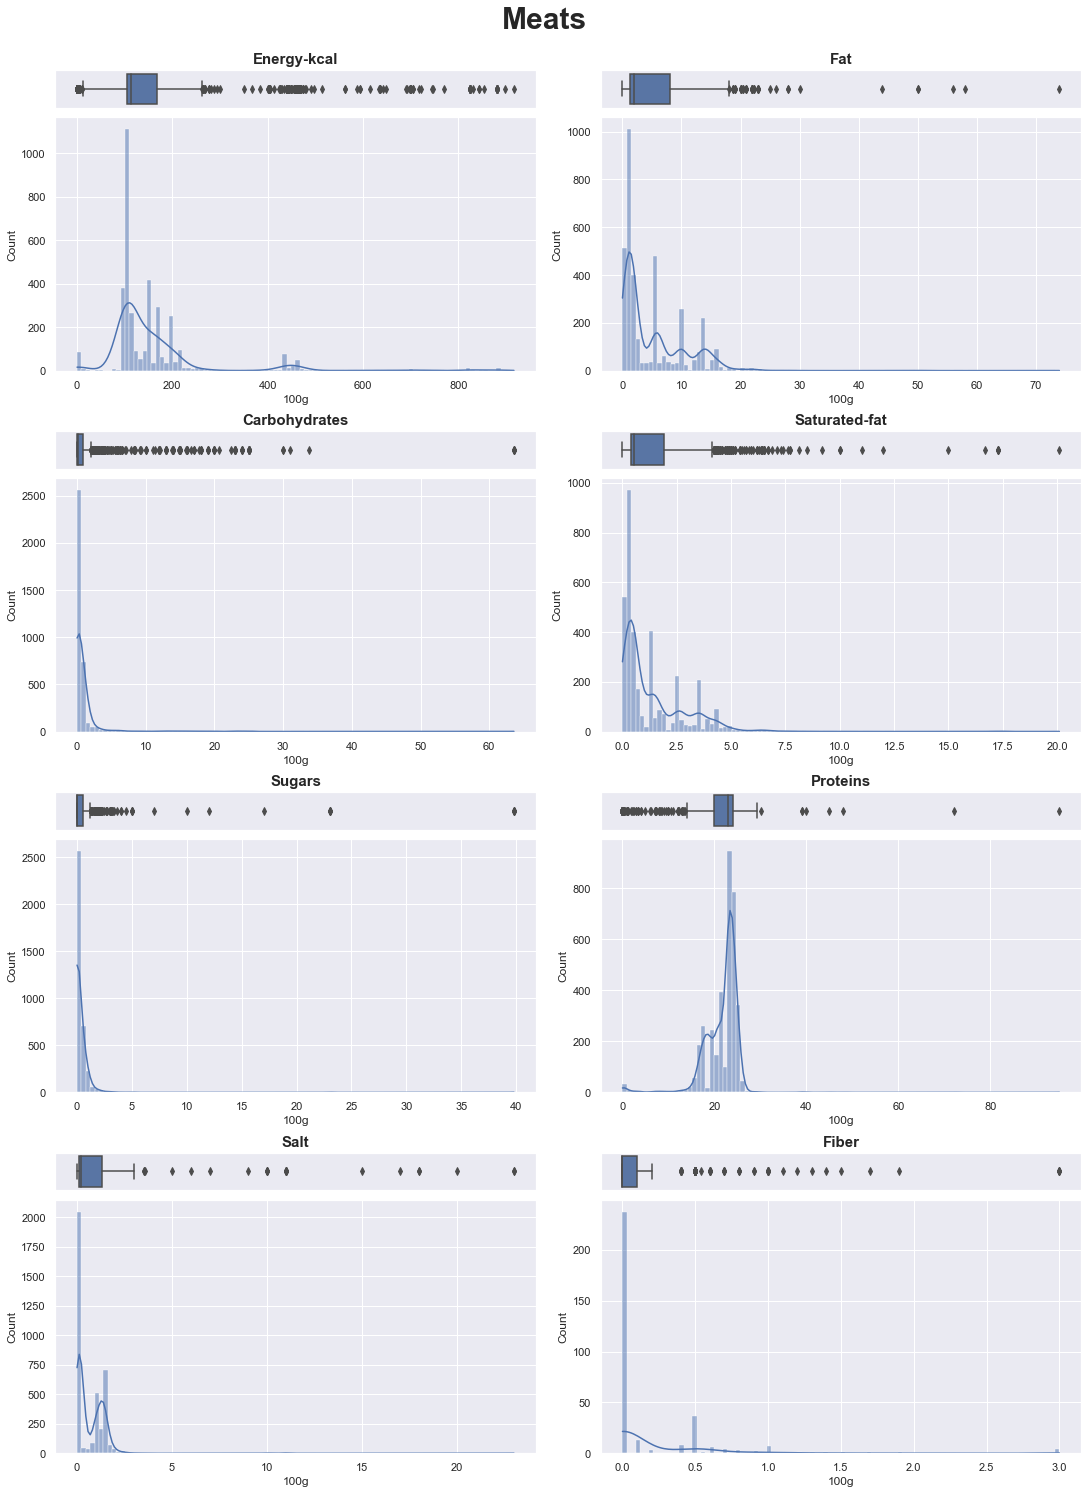 Meats
Energy-kcal
Count
1000
800
600
400
200
0
0 200 400 600 800
100g
Fat
Count
1000
800
600
400
200
0
0 10 20 30 40 50 60 70
100g
Carbohydrates
Count
2500
2000
1500
1000
500
0
0 10 20 30 40 50 60
100g
Saturated-fat
Count
1000
800
600
400
200
0
0.0 2.5 5.0 7.5 10.0 12.5 15.0 17.5 20.0
100g
Sugars
Count
2500
2000
1500
1000
500
0
0 5 10 15 20 25 30 35 40
100g
Proteins
Count
800
600
400
200
0
0 20 40 60 80
100g
Salt
Count
2000
1750
1500
1250
1000
750
500
250
0
0 5 10 15 20
100g
Fiber
Count
200
150
100
50
0
0.0 0.5 1.0 1.5 2.0 2.5 3.0
100g